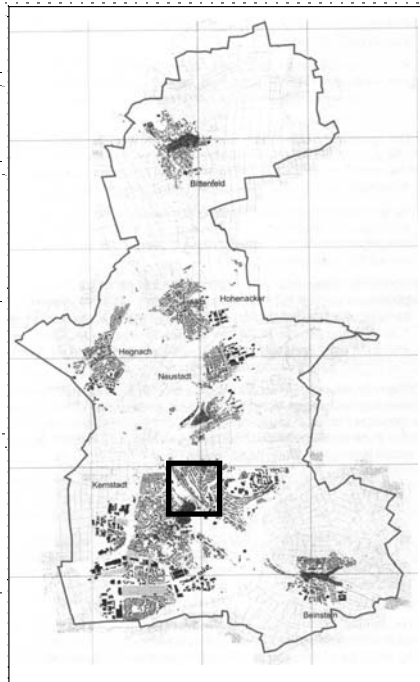 Bittenfeld
Hohenacker
Hegnach
Neustadt
Kernstadt
Beinstein